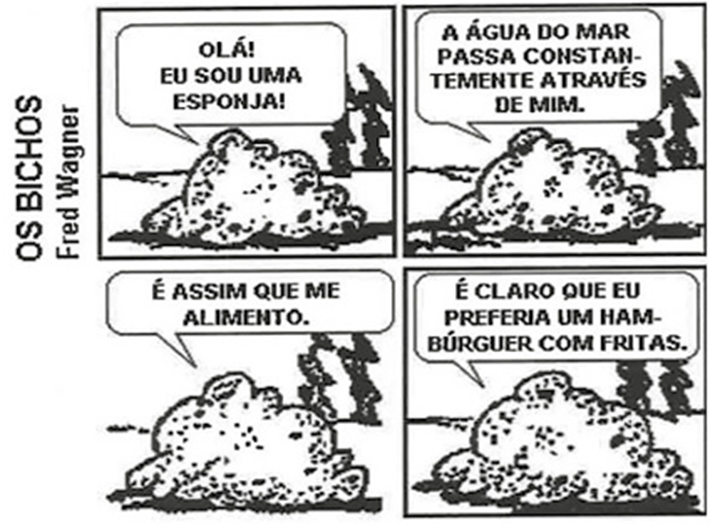 OS BICHOS
Fred Wagner
OLÁ!
EU SOU UMA
ESPONJA!
A ÁGUA DO MAR
PASSA CONSTAN-
TEMENTE ATRAVÉS
DE MIM.
É ASSIM QUE ME
ALIMENTO.
É CLARO QUE EU
PREFERIA UM HAM-
BÚRGUER COM FRITAS.